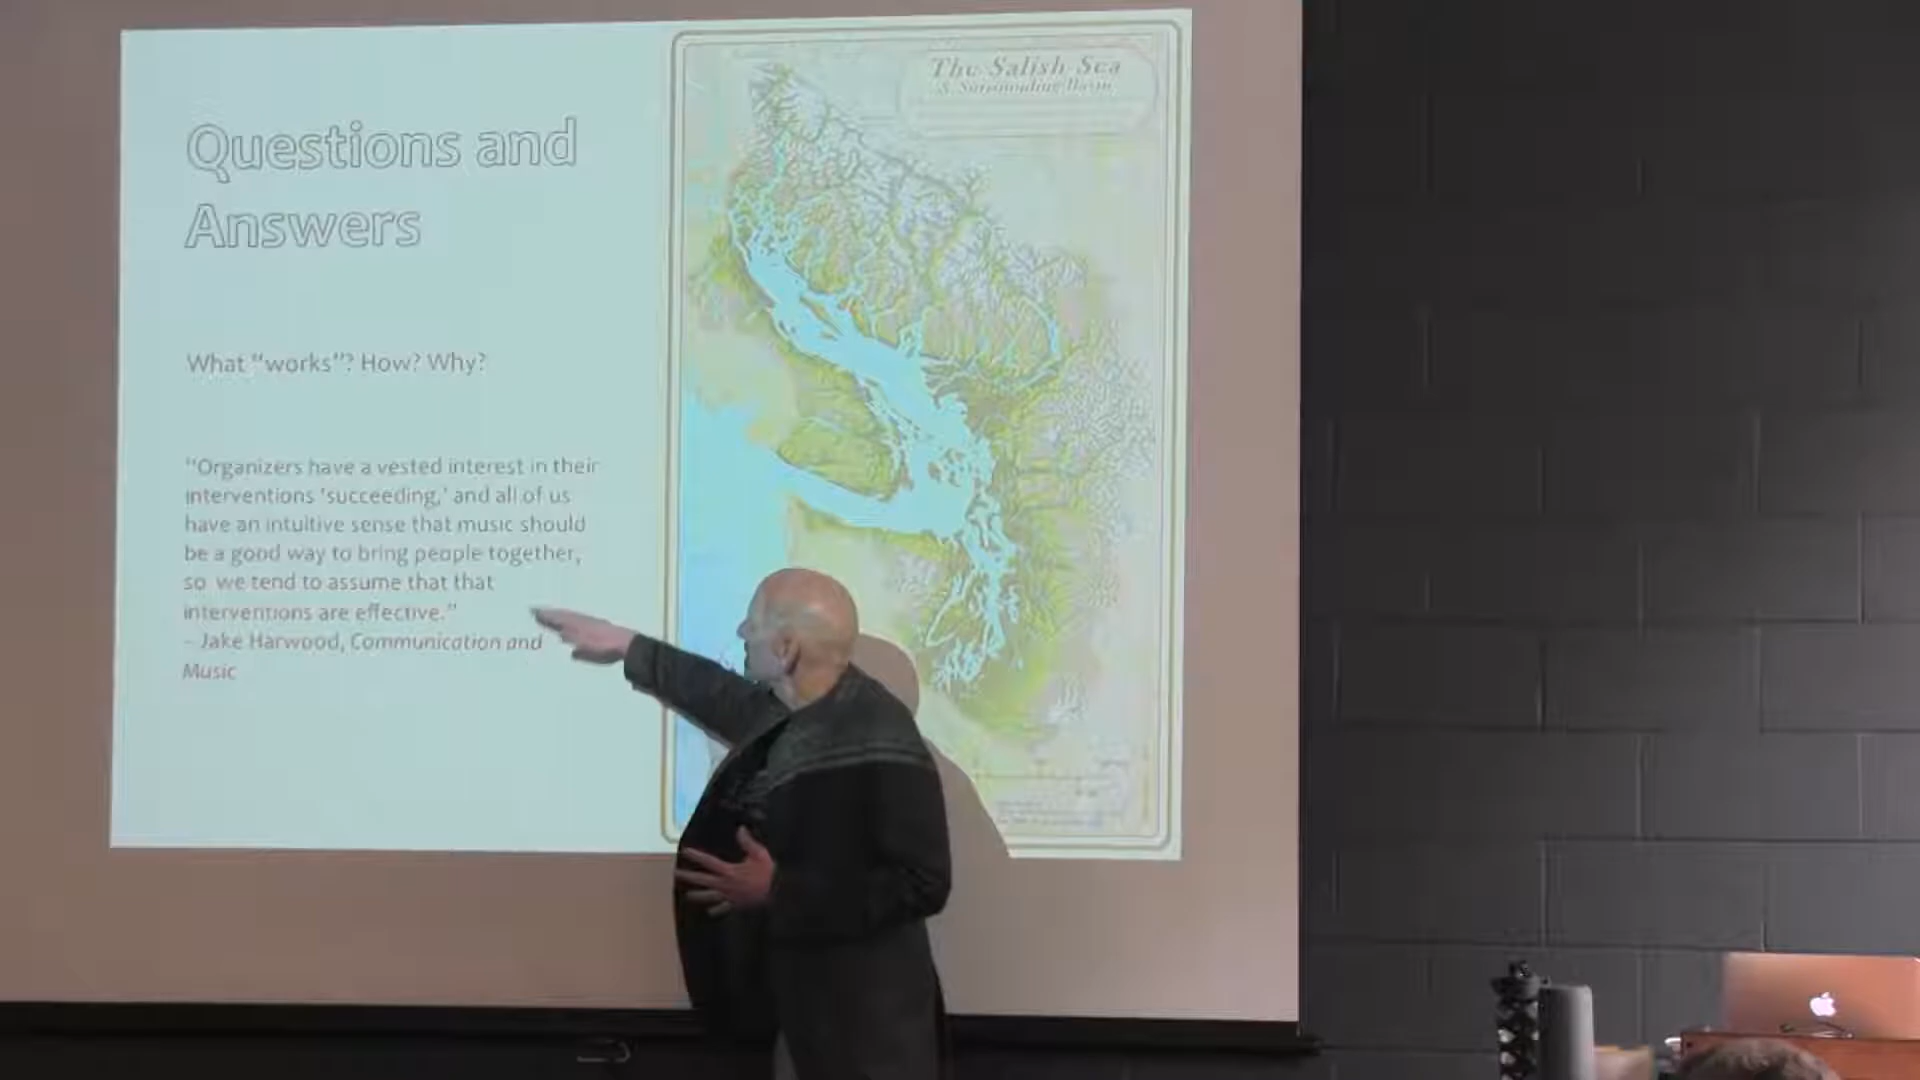 Questions and
Answers
What "works"? How? Why?
"Organizers have a vested interest in their
interventions 'succeeding,' and all of us
have an intuitive sense that music should
be a good way to bring people together,
so we tend to assume that that
interventions are effective."
– Jake Harwood, Communication and
Music
The Salish Sea
& Surrounding Basin